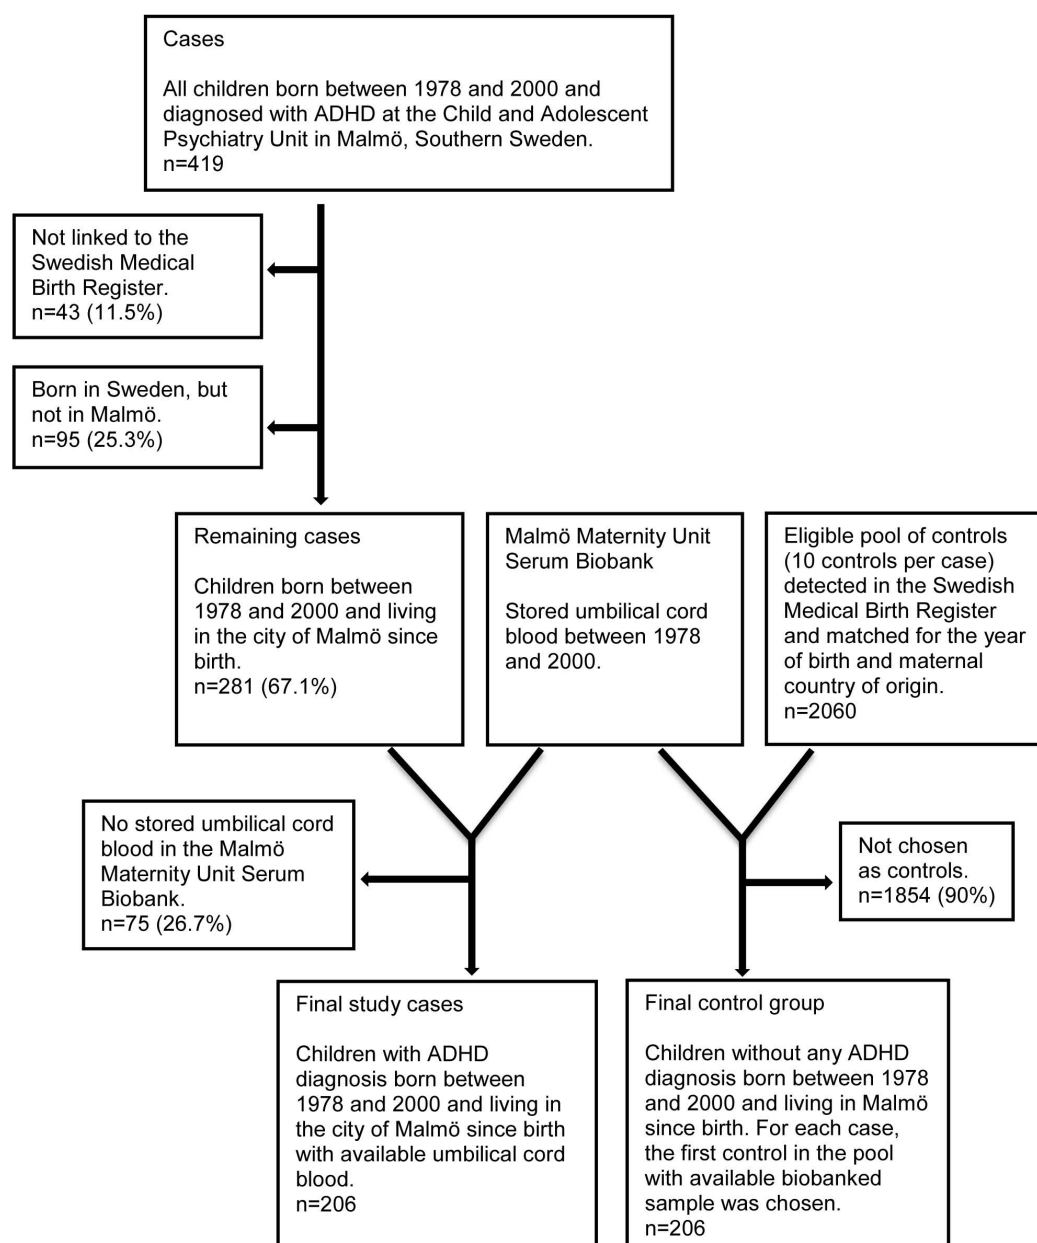 Cases
All children born between 1978 and 2000 and
diagnosed with ADHD at the Child and Adolescent
Psychiatry Unit in Malmö, Southern Sweden.
n=419
Not linked to the
Swedish Medical
Birth Register.
n=43 (11.5%)
Born in Sweden, but
not in Malmö.
n=95 (25.3%)
Remaining cases
Children born between
1978 and 2000 and living
in the city of Malmö since
birth.
n=281 (67.1%)
Malmö Maternity Unit
Serum Biobank
Stored umbilical cord
blood between 1978
and 2000.
Eligible pool of controls
(10 controls per case)
detected in the Swedish
Medical Birth Register
and matched for the year
of birth and maternal
country of origin.
n=2060
No stored umbilical cord
blood in the Malmö
Maternity Unit Serum
Biobank.
n=75 (26.7%)
Not chosen
as controls.
n=1854 (90%)
Final study cases
Children with ADHD
diagnosis born between
1978 and 2000 and living in
the city of Malmö since birth
with available umbilical cord
blood.
n=206
Final control group
Children without any ADHD
diagnosis born between 1978
and 2000 and living in Malmö
since birth. For each case,
the first control in the pool
with available biobanked
sample was chosen.
n=206